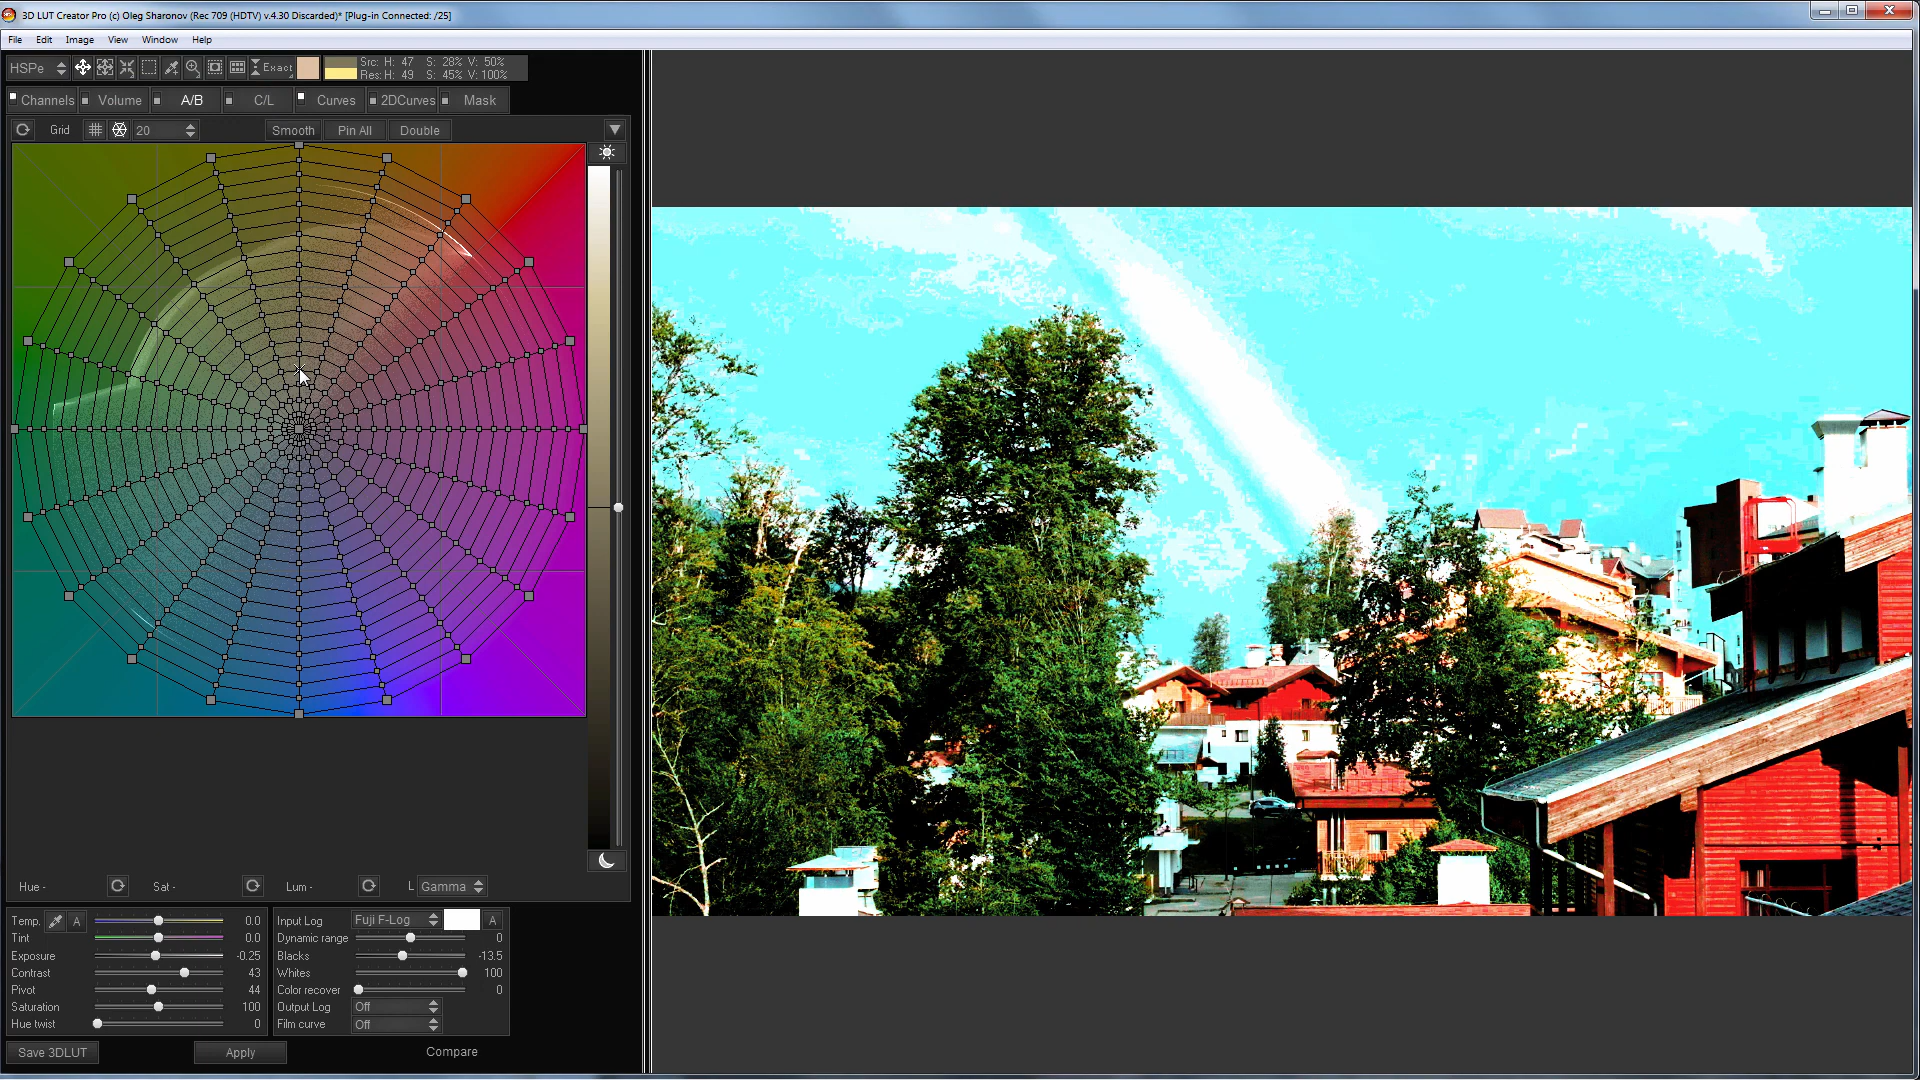 3D LUT Creator Pro (c) Oleg Sharonov (Rec 709 (HDTV) v.4.30 Discarded)* [Plug-in Connected: /25]
File Edit Image View Window Help
HSPe Exact Src: H: 47 S: 28% V: 50%
Res: H: 49 S: 45% V: 100%
Channels Volume A/B C/L Curves 2DCurves Mask
Grid 20 Smooth Pin All Double
Hue - Sat - Lum - L Gamma
Temp. A 0.0 Input Log Fuji F-Log A
Tint 0.0 Dynamic range 0
Exposure -0.25 Blacks -13.5
Contrast 43 Whites 100
Pivot 44 Color recover 0
Saturation 100 Output Log Off
Hue twist 0 Film curve Off
Save 3DLUT Apply Compare